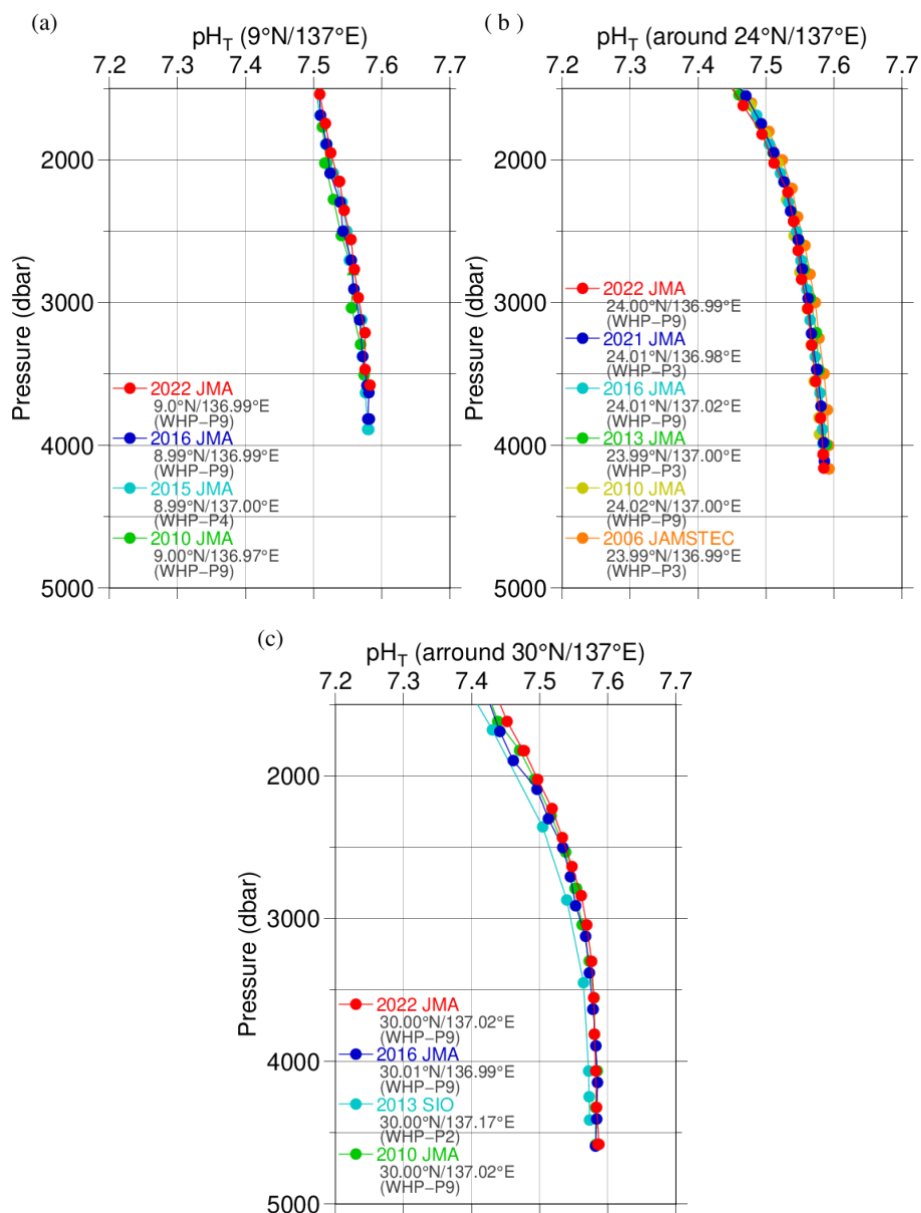 (a)
pH_T (9°N/137°E)
7.2 7.3 7.4 7.5 7.6 7.7
2000
3000
4000
5000
Pressure (dbar)
2022 JMA
9.0°N/136.99°E
(WHP−P9)
2016 JMA
8.99°N/136.99°E
(WHP−P9)
2015 JMA
8.99°N/137.00°E
(WHP−P4)
2010 JMA
9.00°N/136.97°E
(WHP−P9)
( b )
pH_T (around 24°N/137°E)
7.2 7.3 7.4 7.5 7.6 7.7
2000
3000
4000
5000
Pressure (dbar)
2022 JMA
24.00°N/136.99°E
(WHP−P9)
2021 JMA
24.01°N/136.98°E
(WHP−P3)
2016 JMA
24.01°N/137.02°E
(WHP−P9)
2013 JMA
23.99°N/137.00°E
(WHP−P3)
2010 JMA
24.02°N/137.00°E
(WHP−P9)
2006 JAMSTEC
23.99°N/136.99°E
(WHP−P3)
(c)
pH_T (arround 30°N/137°E)
7.2 7.3 7.4 7.5 7.6 7.7
2000
3000
4000
5000
Pressure (dbar)
2022 JMA
30.00°N/137.02°E
(WHP−P9)
2016 JMA
30.01°N/136.99°E
(WHP−P9)
2013 SIO
30.00°N/137.17°E
(WHP−P2)
2010 JMA
30.00°N/137.02°E
(WHP−P9)